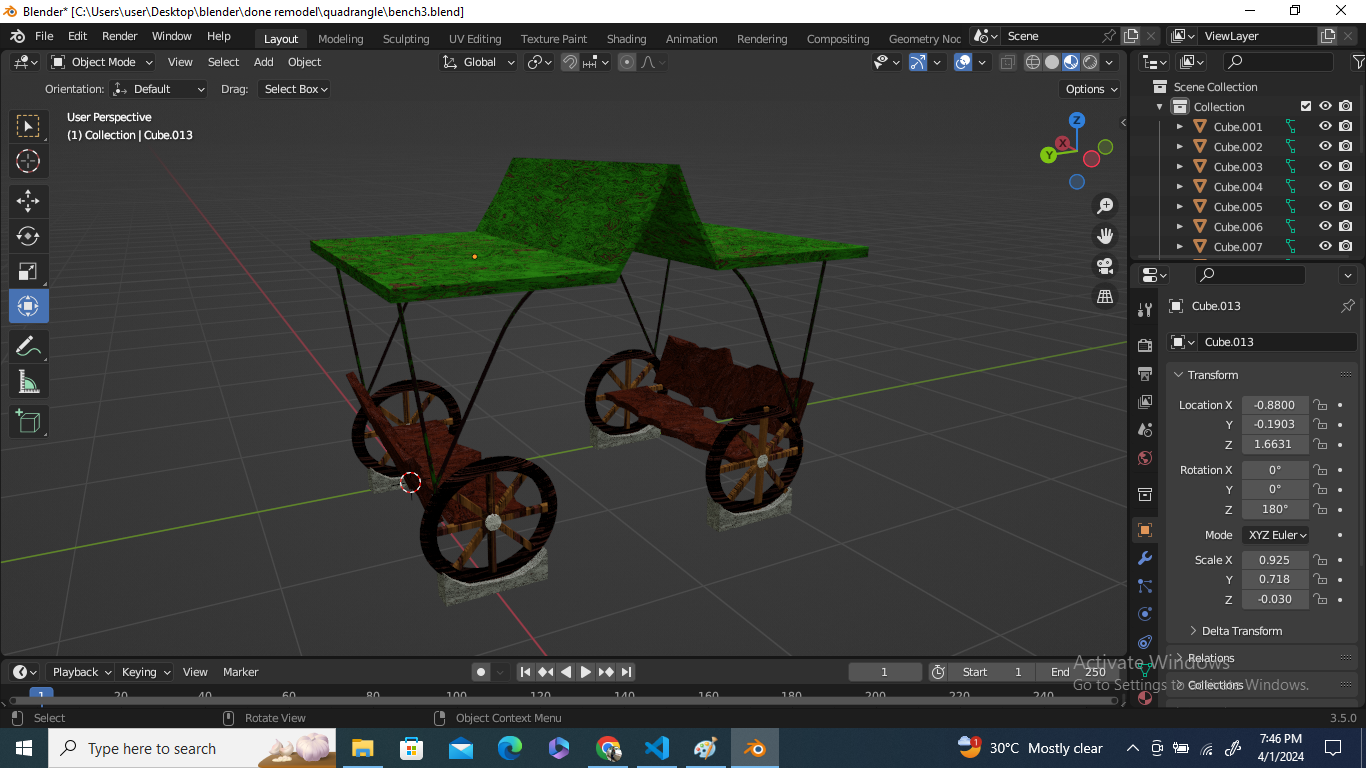 Blender* [C:\Users\user\Desktop\blender\done remodel\quadrangle\bench3.blend]
File Edit Render Window Help Layout Modeling Sculpting UV Editing Texture Paint Shading Animation Rendering Compositing Geometry Noc Scene ViewLayer
Object Mode View Select Add Object Global
Orientation: Default Drag: Select Box Options
User Perspective
(1) Collection | Cube.013
Z
X
Y
Scene Collection
Collection
Cube.001
Cube.002
Cube.003
Cube.004
Cube.005
Cube.006
Cube.007
Cube.013
Cube.013
Transform
Location X -0.8800
Y -0.1903
Z 1.6631
Rotation X 0°
Y 0°
Z 180°
Mode XYZ Euler
Scale X 0.925
Y 0.718
Z -0.030
Delta Transform
Relations
Collections
Activate Windows
Go to Settings to activate Windows.
Playback Keying View Marker 1 Start 1 End 250
1 20 40 60 80 100 120 140 160 180 200 220 240
Select Rotate View Object Context Menu 3.5.0
Type here to search 1 30°C Mostly clear 7:46 PM
4/1/2024